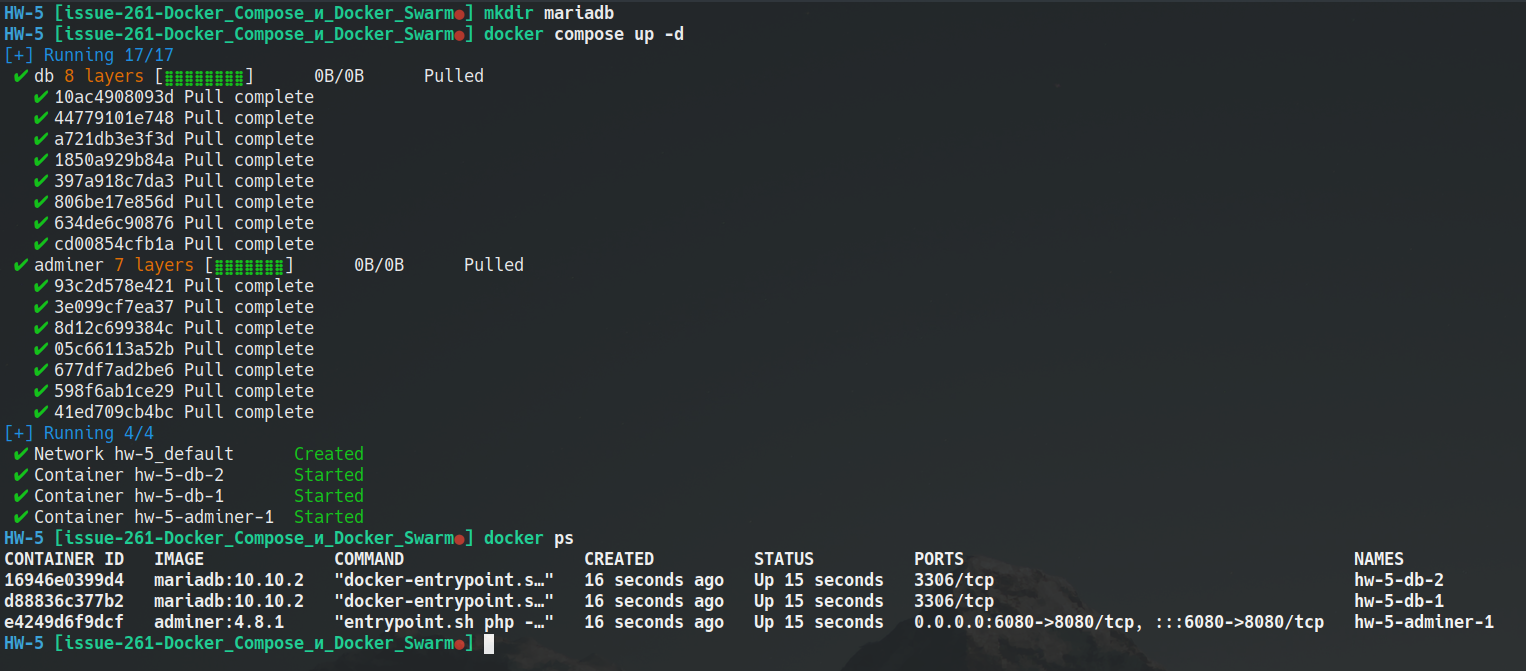 HW-5 [issue-261-Docker_Compose_и_Docker_Swarm●] mkdir mariadb
HW-5 [issue-261-Docker_Compose_и_Docker_Swarm●] docker compose up -d
[+] Running 17/17
✔ db 8 layers [⣿⣿⣿⣿⣿⣿⣿⣿] 0B/0B Pulled
✔ 10ac4908093d Pull complete
✔ 44779101e748 Pull complete
✔ a721db3e3f3d Pull complete
✔ 1850a929b84a Pull complete
✔ 397a918c7da3 Pull complete
✔ 806be17e856d Pull complete
✔ 634de6c90876 Pull complete
✔ cd00854cfb1a Pull complete
✔ adminer 7 layers [⣿⣿⣿⣿⣿⣿⣿] 0B/0B Pulled
✔ 93c2d578e421 Pull complete
✔ 3e099cf7ea37 Pull complete
✔ 8d12c699384c Pull complete
✔ 05c66113a52b Pull complete
✔ 677df7ad2be6 Pull complete
✔ 598f6ab1ce29 Pull complete
✔ 41ed709cb4bc Pull complete
[+] Running 4/4
✔ Network hw-5_default Created
✔ Container hw-5-db-2 Started
✔ Container hw-5-db-1 Started
✔ Container hw-5-adminer-1 Started
HW-5 [issue-261-Docker_Compose_и_Docker_Swarm●] docker ps
CONTAINER ID IMAGE COMMAND CREATED STATUS PORTS NAMES
16946e0399d4 mariadb:10.10.2 "docker-entrypoint.s…" 16 seconds ago Up 15 seconds 3306/tcp hw-5-db-2
d88836c377b2 mariadb:10.10.2 "docker-entrypoint.s…" 16 seconds ago Up 15 seconds 3306/tcp hw-5-db-1
e4249d6f9dcf adminer:4.8.1 "entrypoint.sh php -…" 16 seconds ago Up 15 seconds 0.0.0.0:6080->8080/tcp, :::6080->8080/tcp hw-5-adminer-1
HW-5 [issue-261-Docker_Compose_и_Docker_Swarm●]